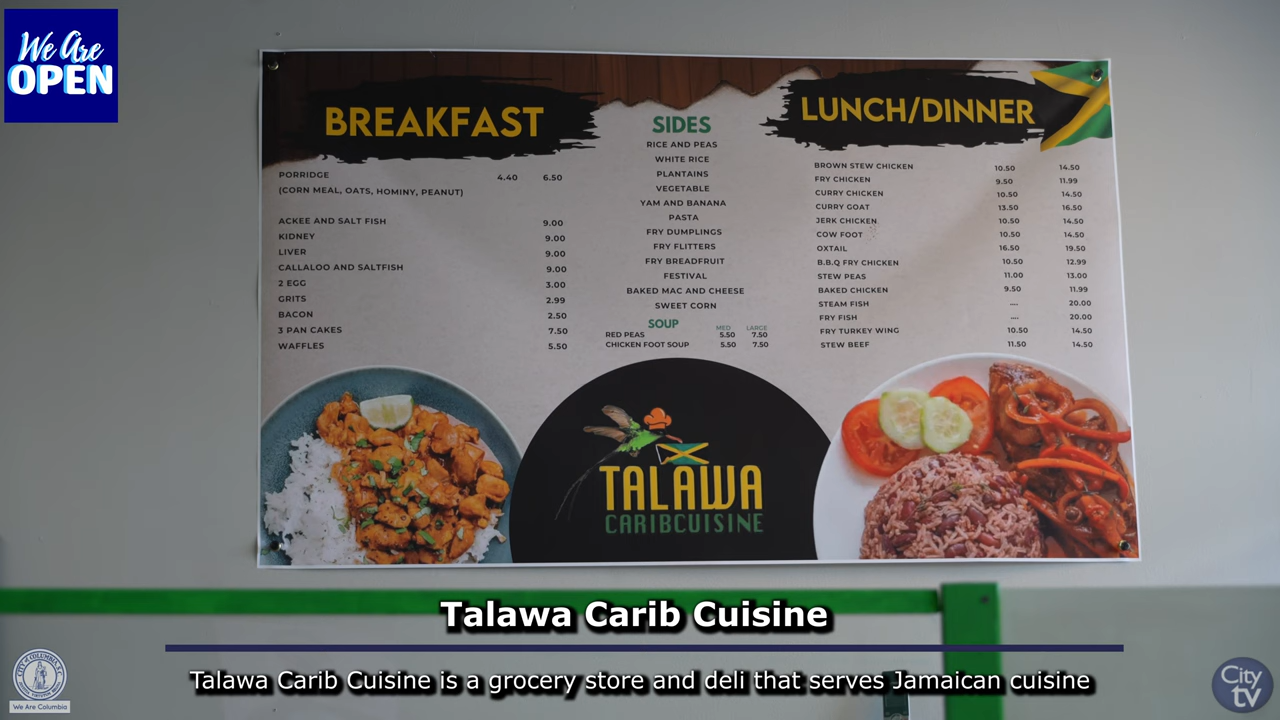 We Are
OPEN
BREAKFAST
PORRIDGE 4.40 6.50
(CORN MEAL, OATS, HOMINY, PEANUT)
ACKEE AND SALT FISH 9.00
KIDNEY 9.00
LIVER 9.00
CALLALOO AND SALTFISH 9.00
2 EGG 3.00
GRITS 2.99
BACON 2.50
3 PAN CAKES 7.50
WAFFLES 5.50
SIDES
RICE AND PEAS
WHITE RICE
PLANTAINS
VEGETABLE
YAM AND BANANA
PASTA
FRY DUMPLINGS
FRY FLITTERS
FRY BREADFRUIT
FESTIVAL
BAKED MAC AND CHEESE
SWEET CORN
SOUP MED LARGE
RED PEAS 5.50 7.50
CHICKEN FOOT SOUP 5.50 7.50
LUNCH/DINNER
BROWN STEW CHICKEN 10.50 14.50
FRY CHICKEN 9.50 11.99
CURRY CHICKEN 10.50 14.50
CURRY GOAT 13.50 16.50
JERK CHICKEN 10.50 14.50
COW FOOT 10.50 14.50
OXTAIL 16.50 19.50
B.B.Q FRY CHICKEN 10.50 12.99
STEW PEAS 11.00 13.00
BAKED CHICKEN 9.50 11.99
STEAM FISH .... 20.00
FRY FISH .... 20.00
FRY TURKEY WING 10.50 14.50
STEW BEEF 11.50 14.50
TALAWA
CARIBCUISINE
Talawa Carib Cuisine
Talawa Carib Cuisine is a grocery store and deli that serves Jamaican cuisine
We Are Columbia
City
tv